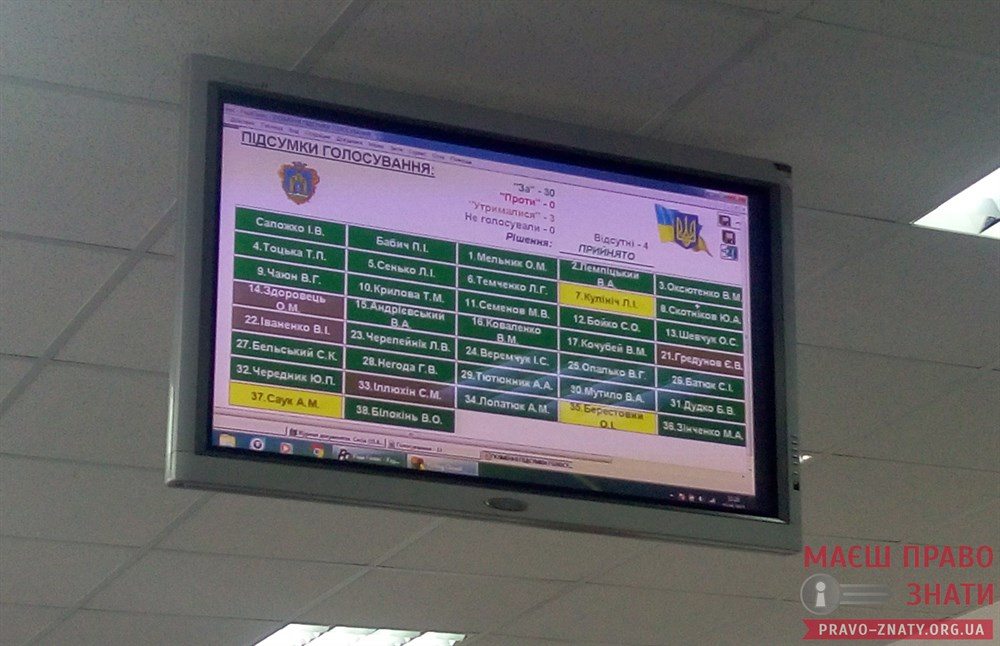 ПІДСУМКИ ГОЛОСУВАННЯ:
"За" - 30
"Проти" - 0
"Утрималися" - 3
Не голосували - 0
Відсутні - 4
Рішення: ПРИЙНЯТО
Сапожко І.В. Бабич П.І. 1.Мельник О.М. 2.Лемпіцький В.А. 3.Оксютенко В.М.
4.Тоцька Т.П. 5.Сенько Л.І. 6.Темченко Л.Г. 7.Кулініч Л.І. 8.Скотніков Ю.А.
9.Чаюн В.Г. 10.Крилова Т.М. 11.Семенов М.В. 12.Бойко С.О. 13.Шевчук О.С.
14.Здоровець О.М. 15.Андрієвський В.А. 16.Коваленко В.М. 17.Кочубей В.М. 21.Гредунов Є.В.
22.Іваненко В.І. 23.Черепейнік Л.В. 24.Веремчук І.С. 25.Опалько В.Г. 26.Батюк С.І.
27.Бельський С.К. 28.Негода Г.В. 29.Тютюнник А.А. 30.Мутило В.А. 31.Дудко Б.В.
32.Чередник Ю.П. 33.Іллюхін С.М. 34.Лопатюк А.М. 35.Берестовий О.І. 36.Зінченко М.А.
37.Саук А.М. 38.Білокінь В.О.
МАЄШ ПРАВО
ЗНАТИ
PRAVO-ZNATY.ORG.UA